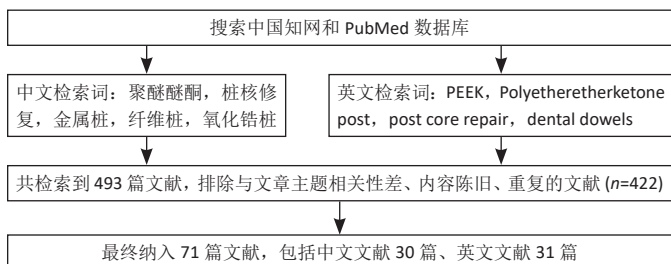 搜索中国知网和 PubMed 数据库
中文检索词：聚醚醚酮，桩核修
复，金属桩，纤维桩，氧化锆桩
英文检索词：PEEK，Polyetheretherketone
post，post core repair，dental dowels
共检索到 493 篇文献，排除与文章主题相关性差、内容陈旧、重复的文献 (n=422)
最终纳入 71 篇文献，包括中文文献 30 篇、英文文献 31 篇